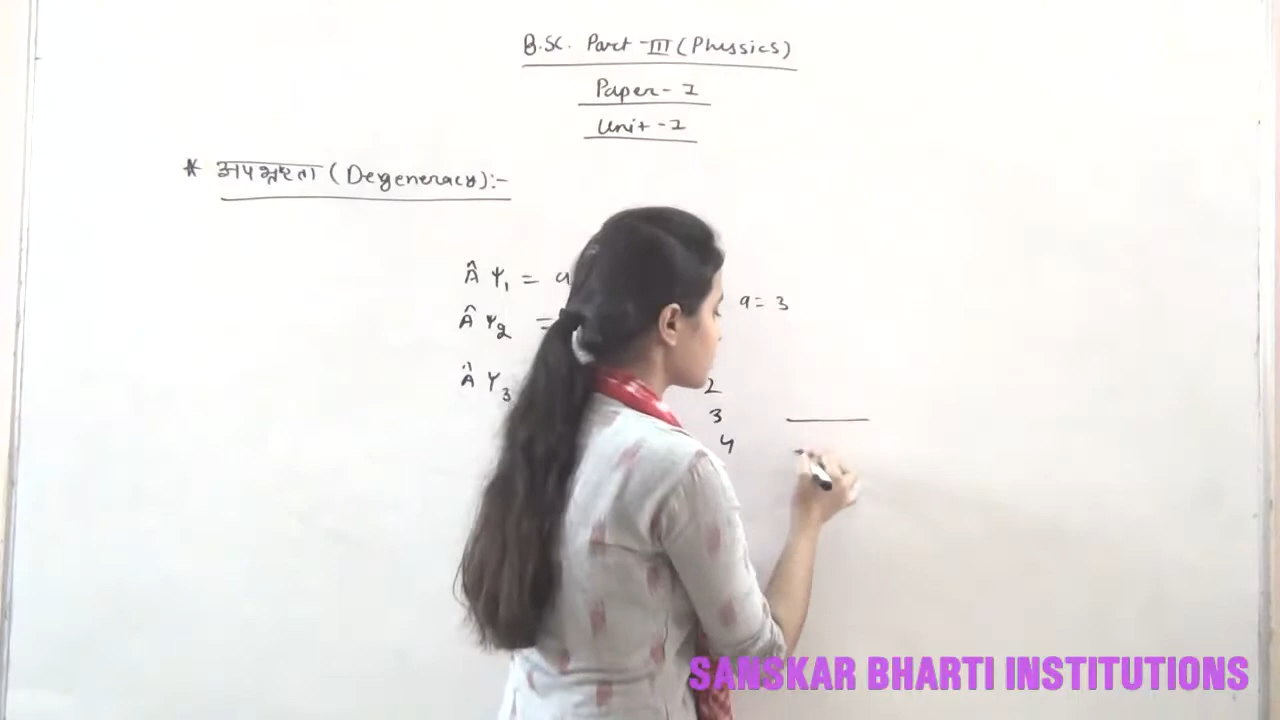 B.SC. Part-III (Physics)
Paper-I
Unit-I
* अपभ्रष्टता (Degeneracy):-
Â Ψ₁ = a
a = 3
Â Ψ₂ =
Â Ψ₃
2
3
4
SANSKAR BHARTI INSTITUTIONS